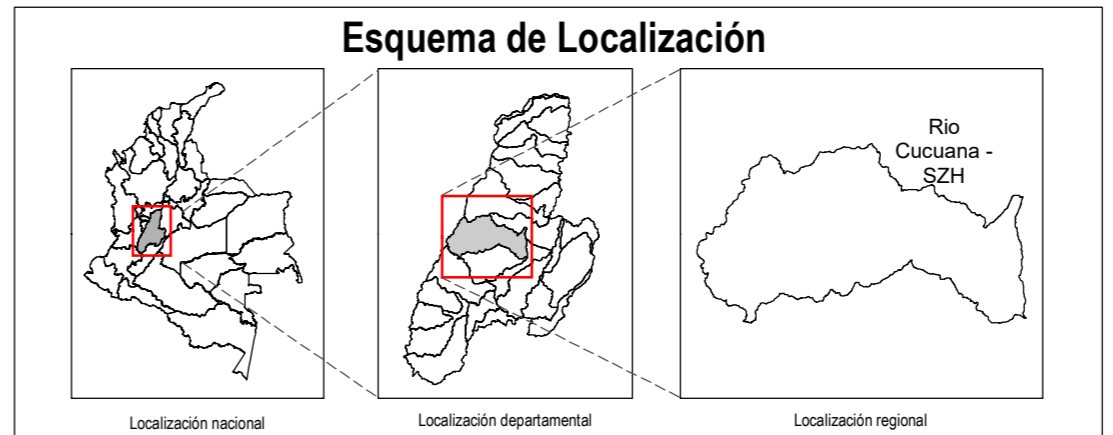 Esquema de Localización
Rio
Cucuana -
SZH
Localización nacional
Localización departamental
Localización regional